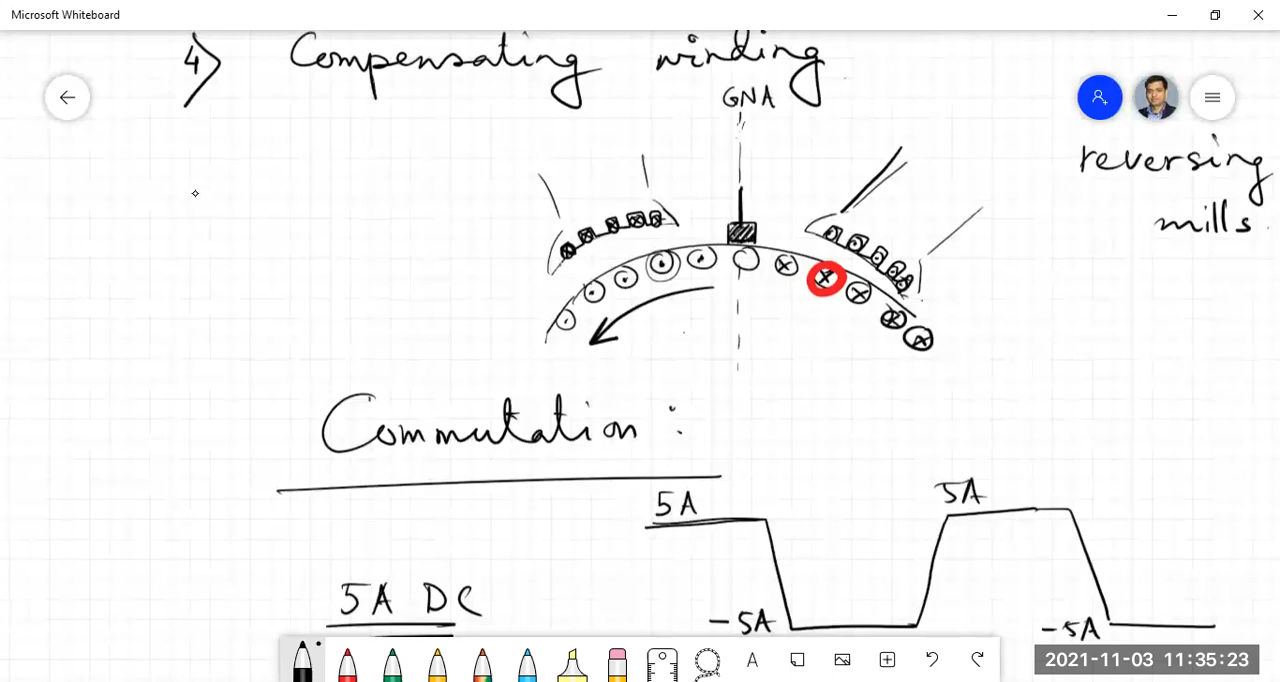 Microsoft Whiteboard
4) Compensating winding
GNA
reversing
mills.
Commutation :
5A
5A
5A DC
-5A
-5A
A
2021-11-03 11:35:23